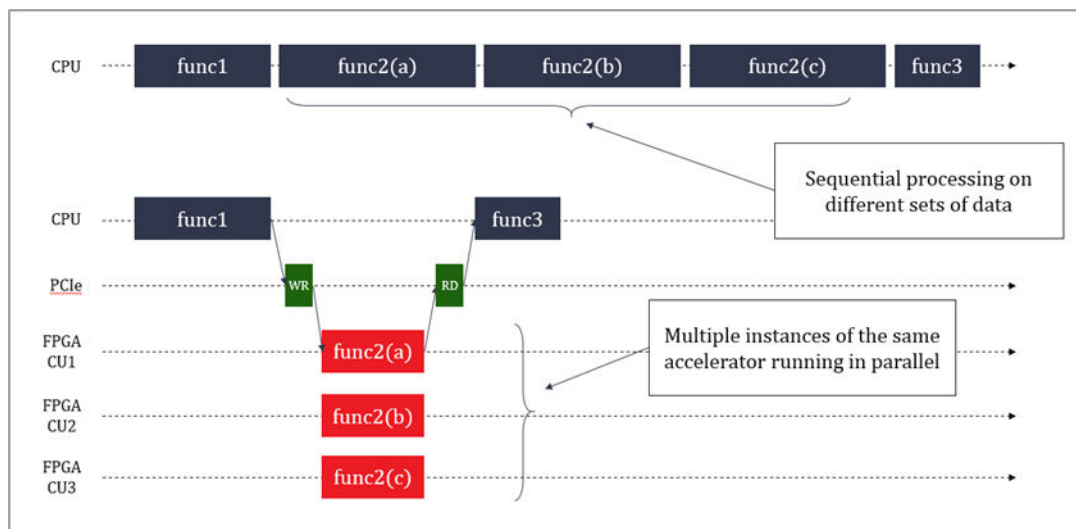 CPU
func1
func2(a)
func2(b)
func2(c)
func3
Sequential processing on
different sets of data
CPU
func1
func3
PCIe
WR
RD
Multiple instances of the same
accelerator running in parallel
FPGA
CU1
func2(a)
FPGA
CU2
func2(b)
FPGA
CU3
func2(c)